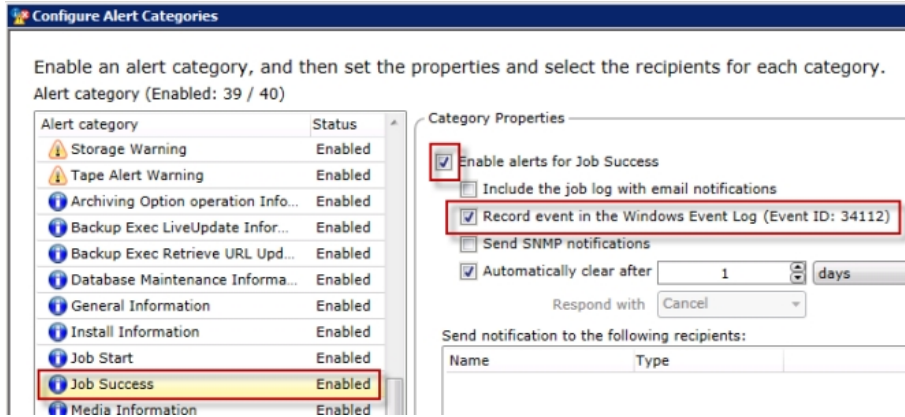 Configure Alert Categories
Enable an alert category, and then set the properties and select the recipients for each category.
Alert category (Enabled: 39 / 40)
Alert category Status
Storage Warning Enabled
Tape Alert Warning Enabled
Archiving Option operation Info... Enabled
Backup Exec LiveUpdate Infor... Enabled
Backup Exec Retrieve URL Upd... Enabled
Database Maintenance Informa... Enabled
General Information Enabled
Install Information Enabled
Job Start Enabled
Job Success Enabled
Media Information Enabled
Category Properties
Enable alerts for Job Success
Include the job log with email notifications
Record event in the Windows Event Log (Event ID: 34112)
Send SNMP notifications
Automatically clear after 1 days
Respond with Cancel
Send notification to the following recipients:
Name Type